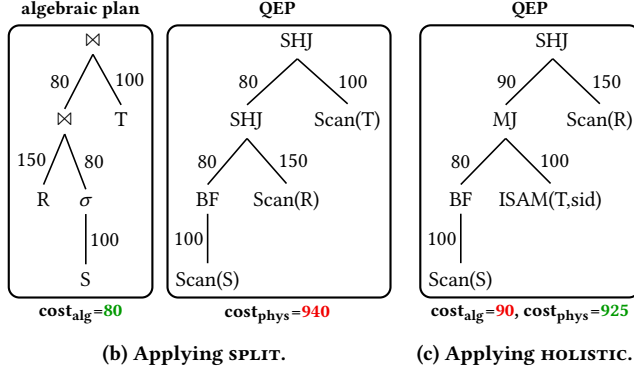 algebraic plan QEP QEP
⋈ SHJ SHJ
80 100 80 100 90 150
⋈ T SHJ Scan(T) MJ Scan(R)
150 80 80 150 80 100
R σ BF Scan(R) BF ISAM(T,sid)
100 100 100
S Scan(S) Scan(S)
cost_alg=80 cost_phys=940 cost_alg=90, cost_phys=925
(b) Applying SPLIT. (c) Applying HOLISTIC.